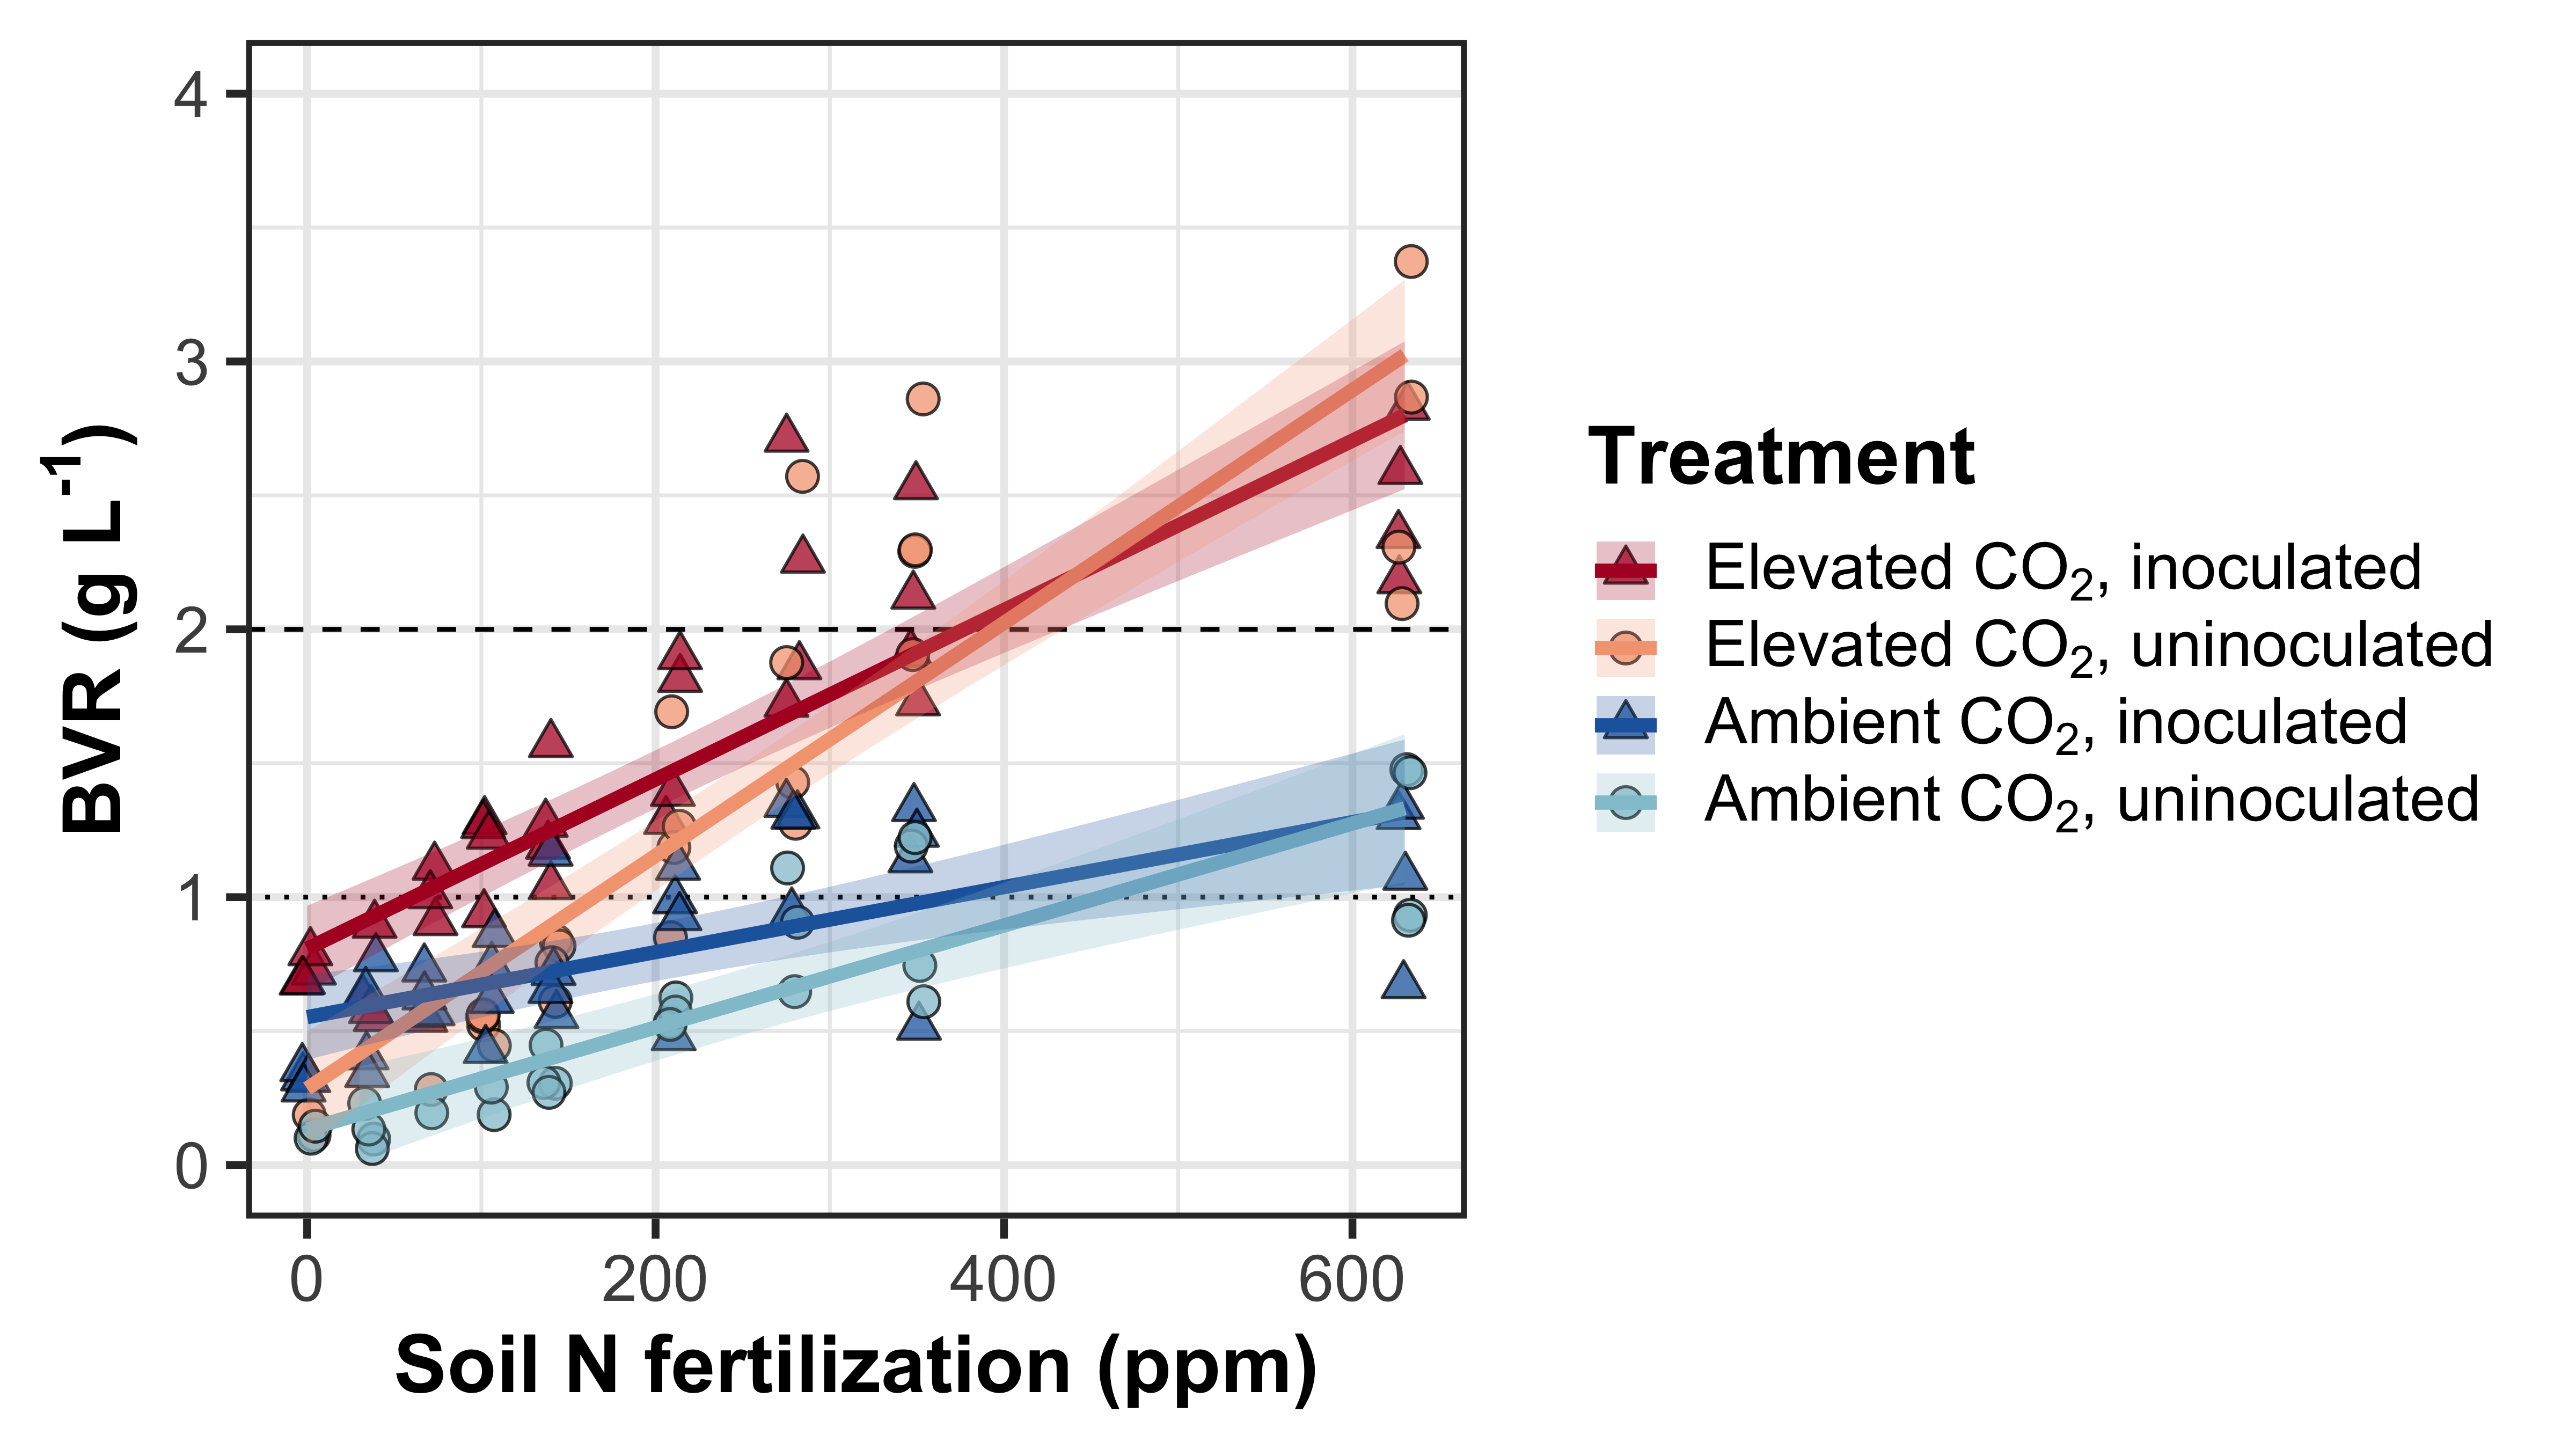 4
3
2
1
0
BVR (g L⁻¹)
0 200 400 600
Soil N fertilization (ppm)
Treatment
Elevated CO₂, inoculated
Elevated CO₂, uninoculated
Ambient CO₂, inoculated
Ambient CO₂, uninoculated